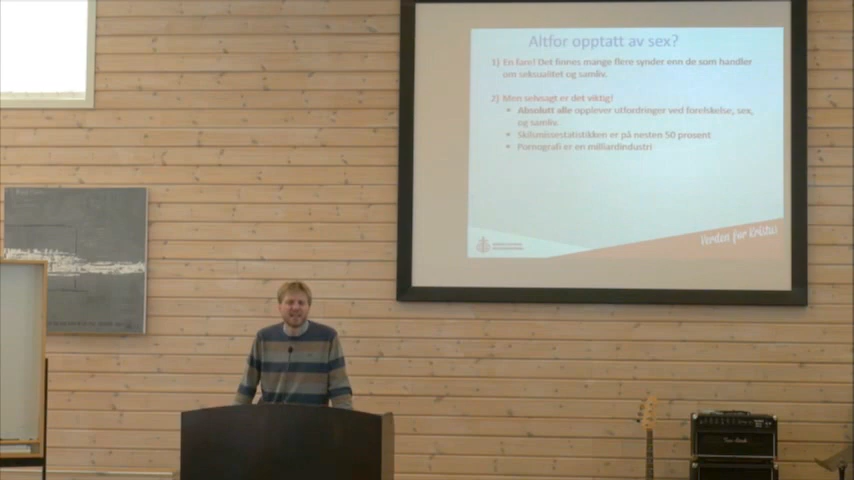 Altfor opptatt av sex?
1) En fare! Det finnes mange flere synder enn de som handler
om seksualitet og samliv.
2) Men selvsagt er det viktig!
▪ Absolutt alle opplever utfordringer ved forelskelse, sex,
og samliv.
▪ Skilsmissestatistikken er på nesten 50 prosent
▪ Pornografi er en milliardindustri
Verden for Kristus